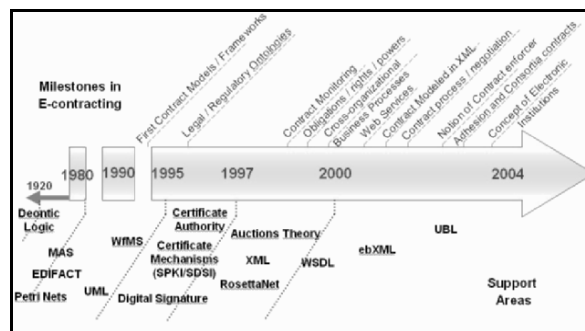 Milestones in
E-contracting
First Contract Models / Frameworks
Legal / Regulatory Ontologies
Contract Monitoring
Obligations / rights / powers
Cross-organizational
Business Processes
Web Services
Contract Modeled in XML
Contract process / negotiation
Notion of Contract enforcer
Adhesion and Consortia contracts
Concept of Electronic
Institutions
1920
1980
1990
1995
1997
2000
2004
Deontic
Logic
MAS
EDIFACT
Petri Nets
WfMS
UML
Certificate
Authority
Certificate
Mechanisms
(SPKI/SDSI)
Digital Signature
Auctions Theory
XML
RosettaNet
WSDL
ebXML
UBL
Support
Areas